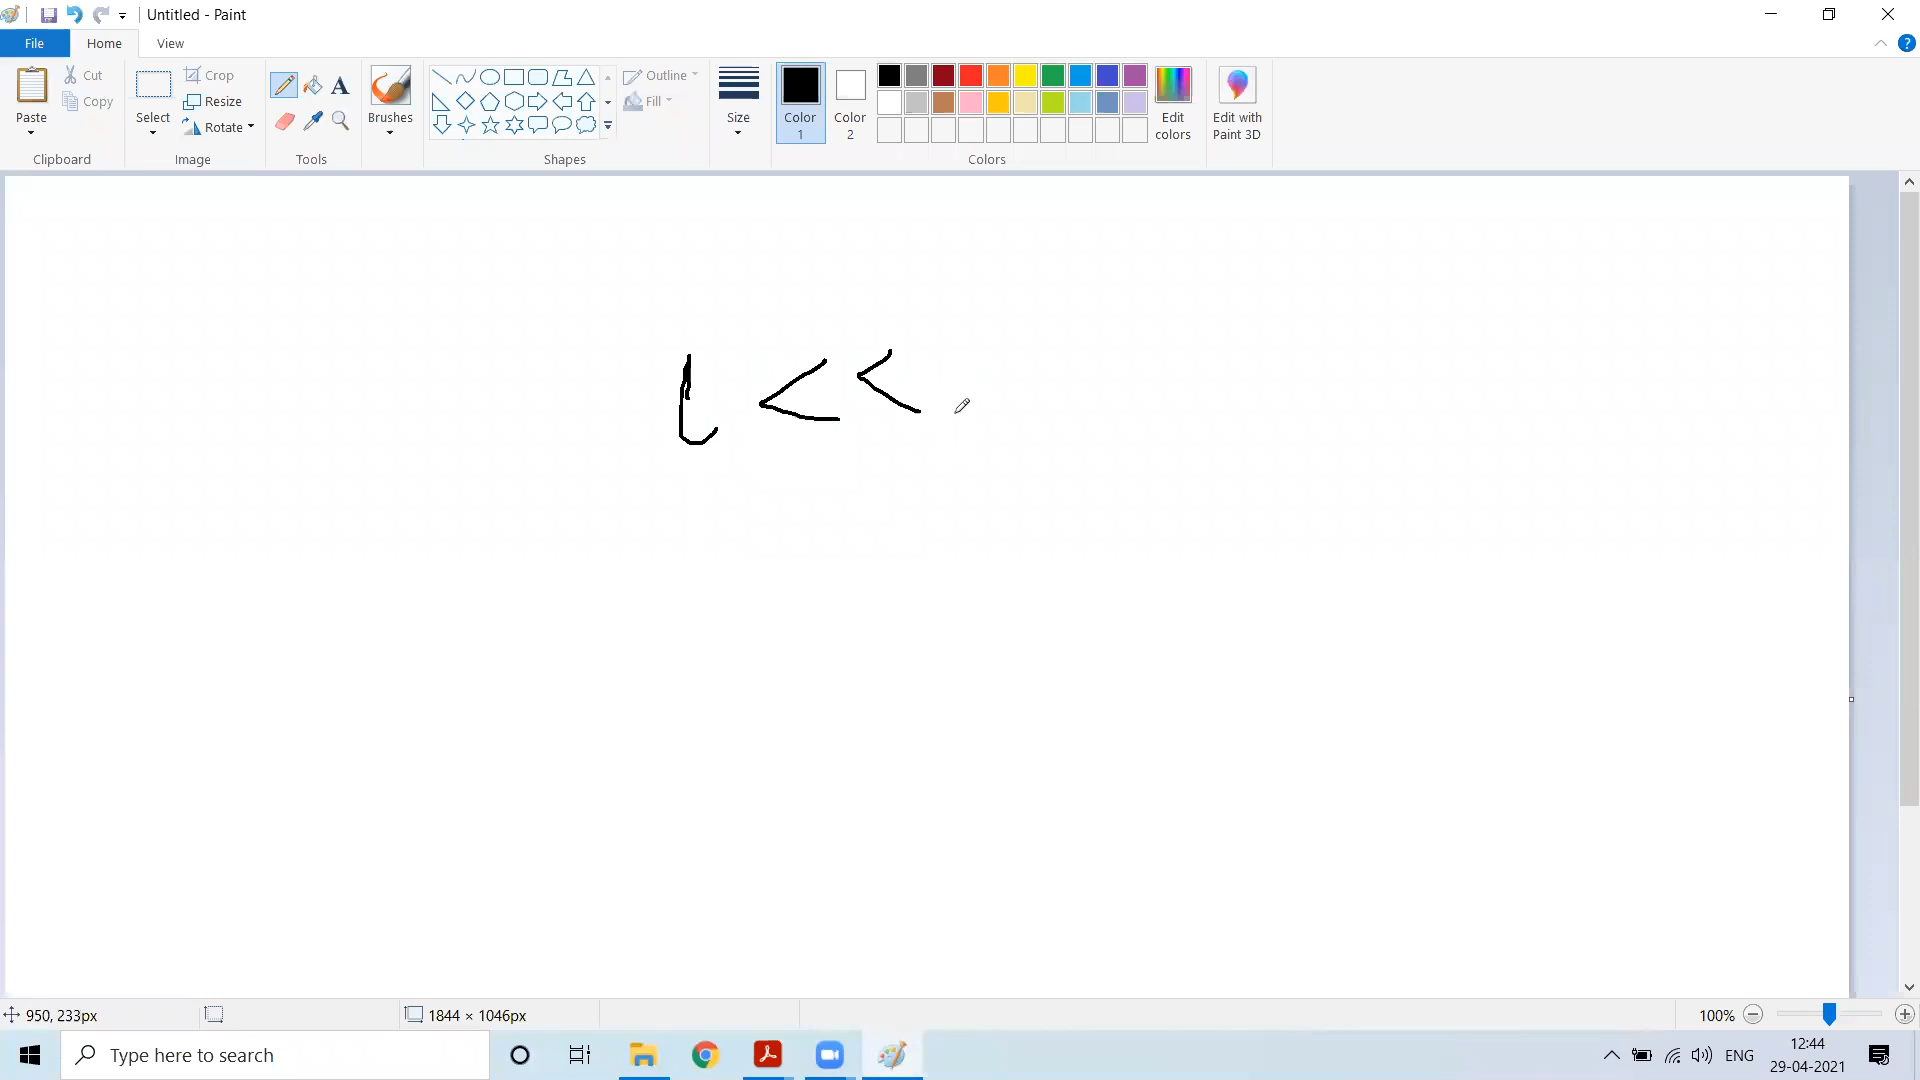 Untitled - Paint
File Home View
Paste
Cut
Copy
Clipboard
Select
Crop
Resize
Rotate
Image
A
Tools
Brushes
Outline
Fill
Shapes
Size
Color 1
Color 2
Edit colors
Colors
Edit with Paint 3D
?
t < <
950, 233px
1844 × 1046px
100%
Type here to search
ENG
12:44
29-04-2021